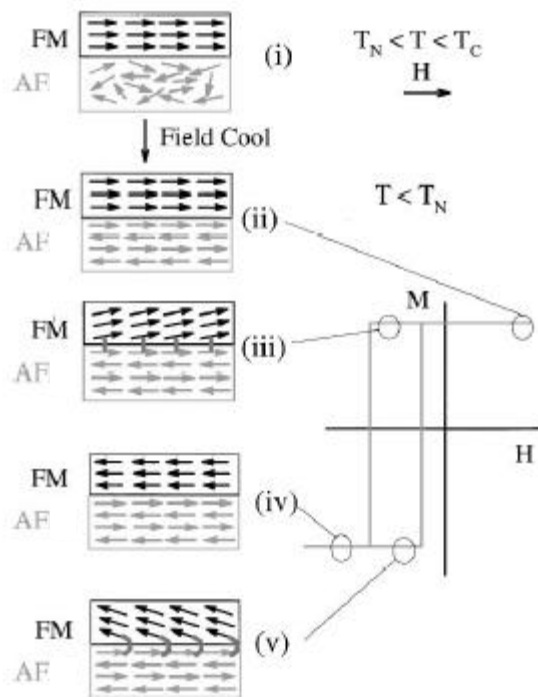 FM
(i)
T_N < T < T_C
H
AF
Field Cool
FM
(ii)
T < T_N
AF
M
FM
(iii)
AF
H
FM
(iv)
AF
FM
(v)
AF